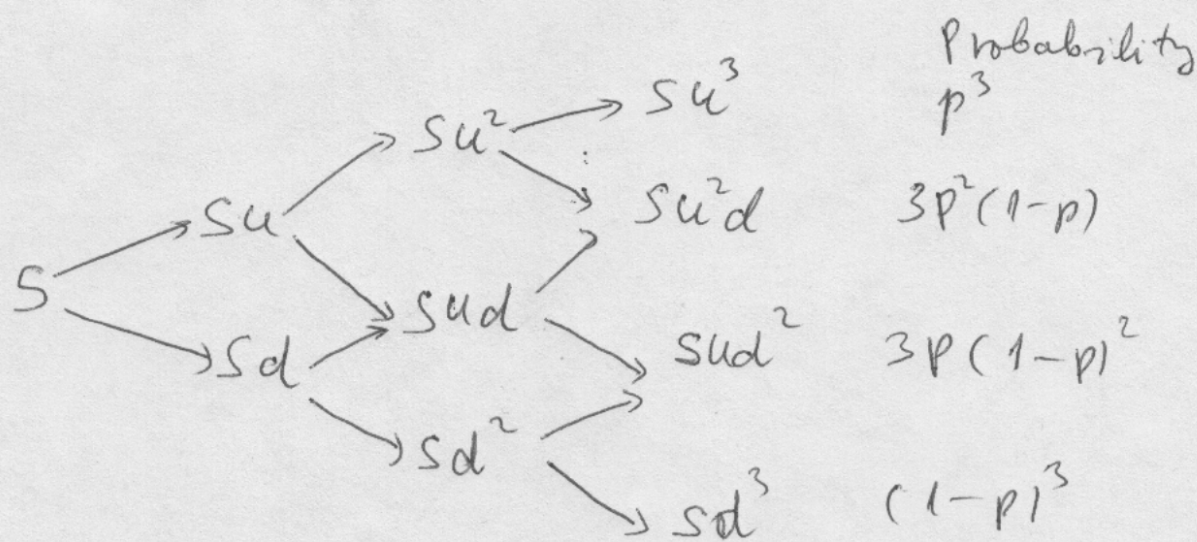 Probability
Su³ p³
Su²
Su²d 3p²(1-p)
Su
S
Sud
Sud² 3p(1-p)²
Sd
Sd²
Sd³ (1-p)³